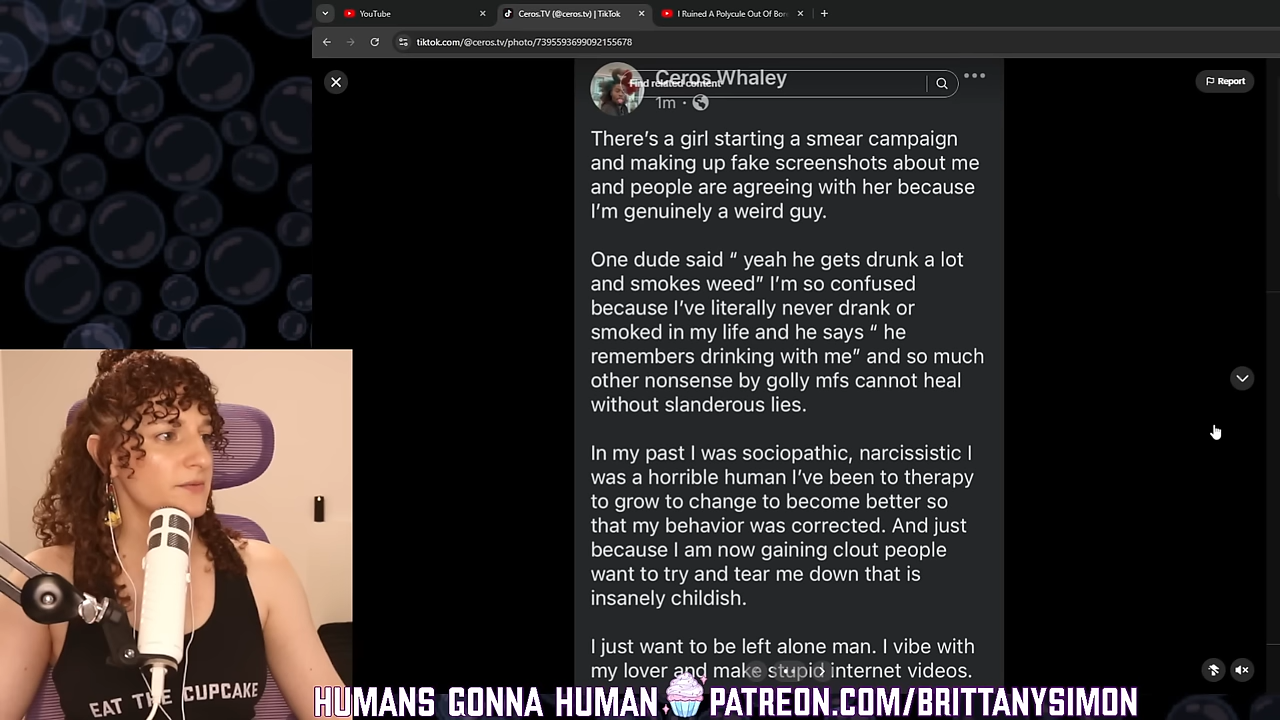 YouTube
Ceros.TV (@ceros.tv) | TikTok
I Ruined A Polycule Out Of Bor
tiktok.com/@ceros.tv/photo/7395593699092155678
Ceros Whaley
Find related content
Report
1m ·
There's a girl starting a smear campaign
and making up fake screenshots about me
and people are agreeing with her because
I'm genuinely a weird guy.
One dude said “ yeah he gets drunk a lot
and smokes weed” I'm so confused
because I've literally never drank or
smoked in my life and he says “ he
remembers drinking with me” and so much
other nonsense by golly mfs cannot heal
without slanderous lies.
In my past I was sociopathic, narcissistic I
was a horrible human I've been to therapy
to grow to change to become better so
that my behavior was corrected. And just
because I am now gaining clout people
want to try and tear me down that is
insanely childish.
I just want to be left alone man. I vibe with
my lover and make stupid internet videos.
EAT THE CUPCAKE
HUMANS GONNA HUMAN PATREON.COM/BRITTANYSIMON